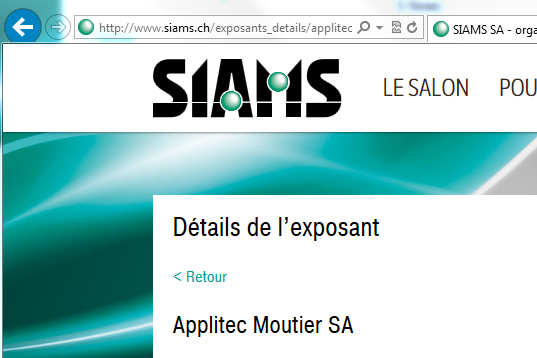 http://www.siams.ch/exposants_details/applitec
SIAMS SA - orga
SIAMS
LE SALON
POU
Détails de l'exposant
< Retour
Applitec Moutier SA